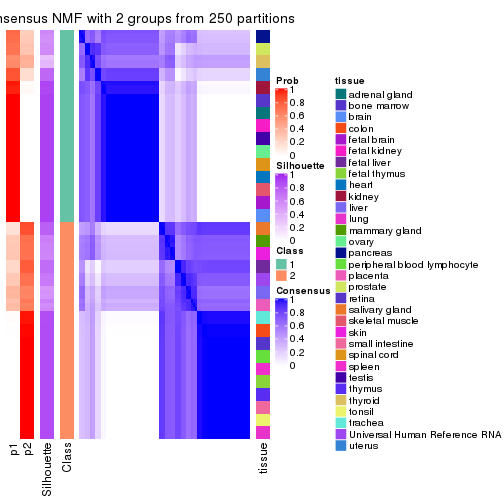 nsensus NMF with 2 groups from 250 partitions
Prob
1
0.8
0.6
0.4
0.2
0
Silhouette
1
0.8
0.6
0.4
0.2
0
Class
1
2
Consensus
1
0.8
0.6
0.4
0.2
0
tissue
adrenal gland
bone marrow
brain
colon
fetal brain
fetal kidney
fetal liver
fetal thymus
heart
kidney
liver
lung
mammary gland
ovary
pancreas
peripheral blood lymphocyte
placenta
prostate
retina
salivary gland
skeletal muscle
skin
small intestine
spinal cord
spleen
testis
thymus
thyroid
tonsil
trachea
Universal Human Reference RNA
uterus
p1
p2
Silhouette
Class
tissue